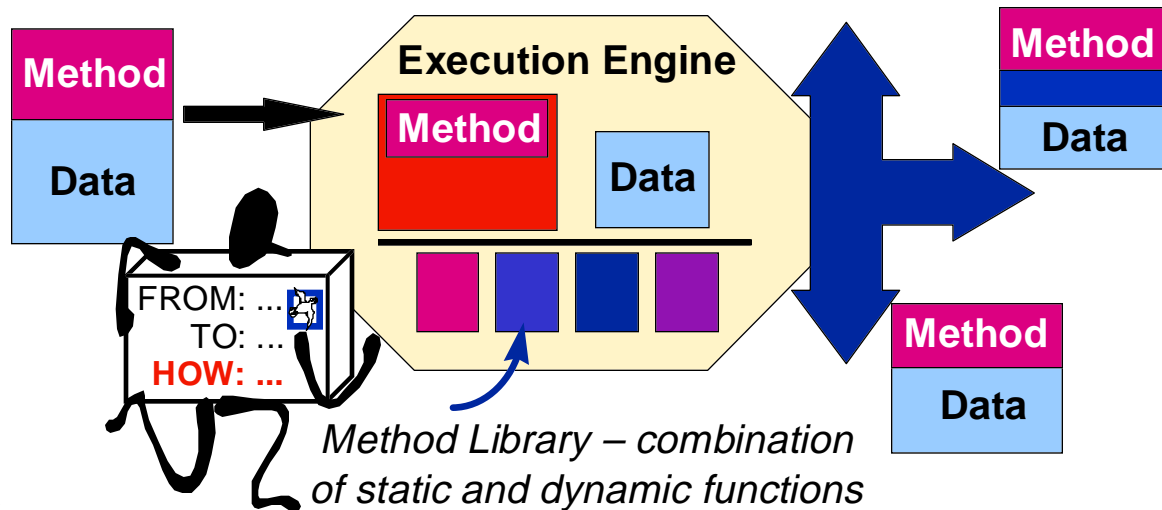 Method
Data
Execution Engine
Method
Data
Method
Data
FROM: ...
TO: ...
HOW: ...
Method
Data
Method Library – combination
of static and dynamic functions